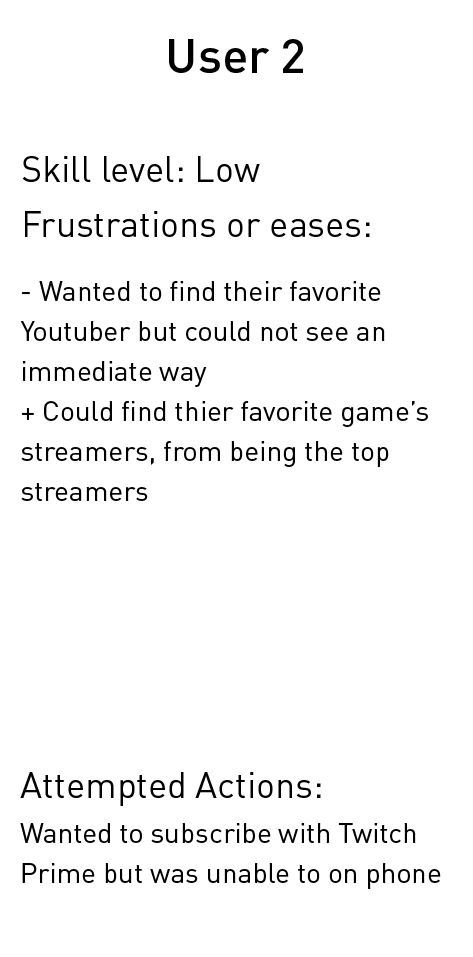 User 2
Skill level: Low
Frustrations or eases:
- Wanted to find their favorite
Youtuber but could not see an
immediate way
+ Could find thier favorite game’s
streamers, from being the top
streamers
Attempted Actions:
Wanted to subscribe with Twitch
Prime but was unable to on phone